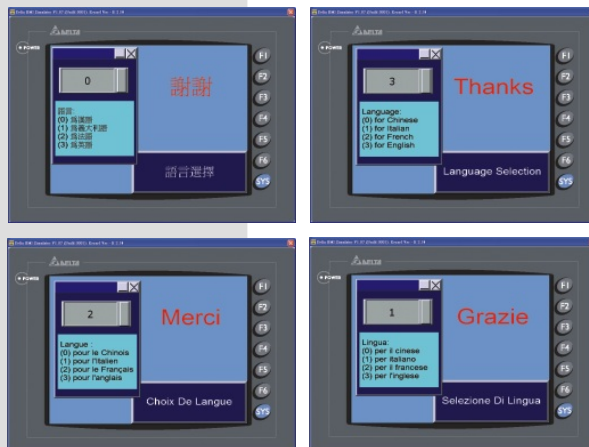 DELTA
POWER
0
語言:
(1) 為義大利語
(2) 為法語
(3) 為英語
謝謝
語言選擇
F1
F2
F3
F4
F5
F6
SYS
DELTA
POWER
3
Language:
(0) for Chinese
(1) for Italian
(2) for French
(3) for English
Thanks
Language Selection
F1
F2
F3
F4
F5
F6
SYS
DELTA
POWER
2
Langue :
(0) pour le Chinois
(1) pour l'Italien
(2) pour le Français
(3) pour l'anglais
Merci
Choix De Langue
F1
F2
F3
F4
F5
F6
SYS
DELTA
POWER
1
Lingua:
(0) per il cinese
(1) per italiano
(2) per il francese
(3) per l'inglese
Grazie
Selezione Di Lingua
F1
F2
F3
F4
F5
F6
SYS